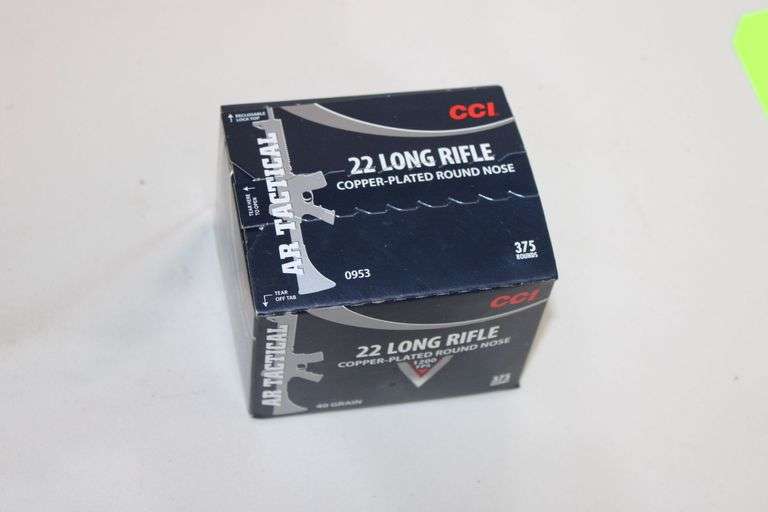 RECLOSABLE
LOCK TOP
CCI
22 LONG RIFLE
COPPER-PLATED ROUND NOSE
AR TACTICAL
TEAR HERE
TO OPEN
375
ROUNDS
0953
TEAR
OFF TAB
CCI
22 LONG RIFLE
COPPER-PLATED ROUND NOSE
1200
FPS
AR TACTICAL
375
40 GRAIN